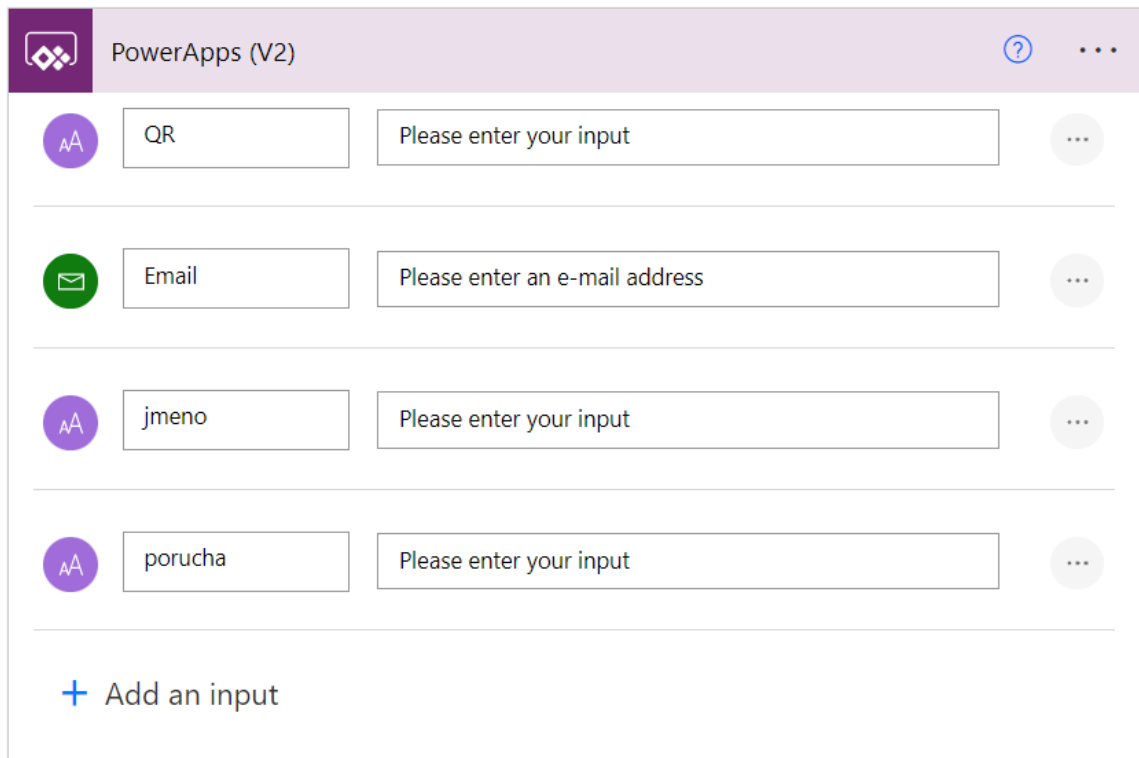 PowerApps (V2)
QR
Please enter your input
Email
Please enter an e-mail address
jmeno
Please enter your input
porucha
Please enter your input
Add an input